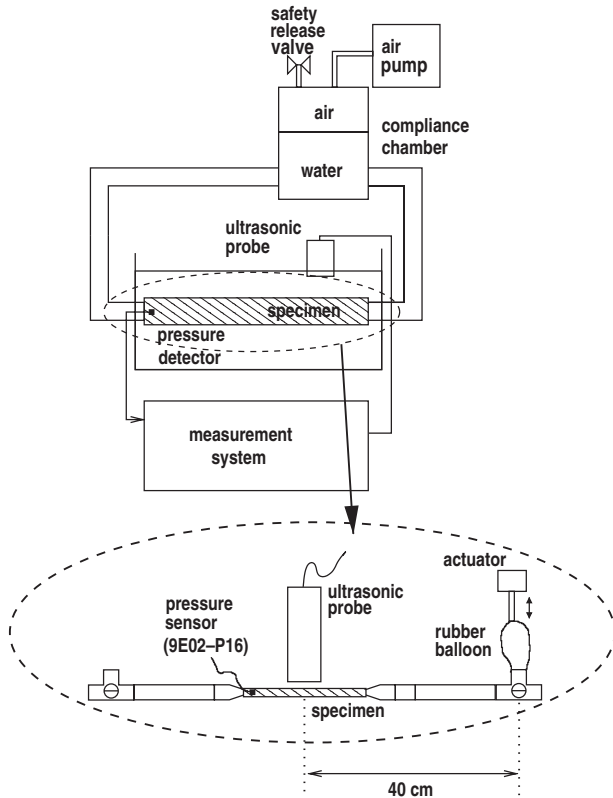 safety
release
valve
air
pump
air
compliance
chamber
water
ultrasonic
probe
specimen
pressure
detector
measurement
system
actuator
ultrasonic
probe
pressure
sensor
(9E02–P16)
rubber
balloon
specimen
40 cm